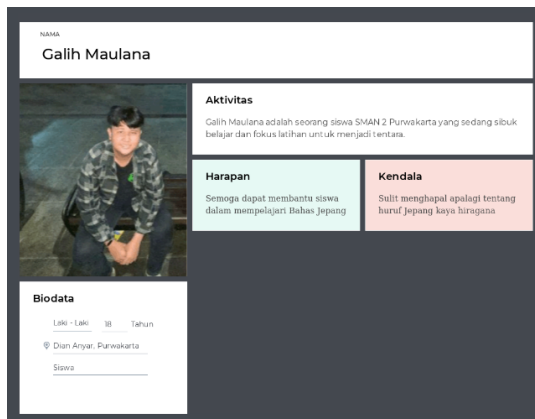 NAMA
Galih Maulana
Aktivitas
Galih Maulana adalah seorang siswa SMAN 2 Purwakarta yang sedang sibuk
belajar dan fokus latihan untuk menjadi tentara.
Harapan
Semoga dapat membantu siswa
dalam mempelajari Bahas Jepang
Kendala
Sulit menghapal apalagi tentang
huruf Jepang kaya hiragana
Biodata
Laki - Laki 18 Tahun
Dian Anyar, Purwakarta
Siswa